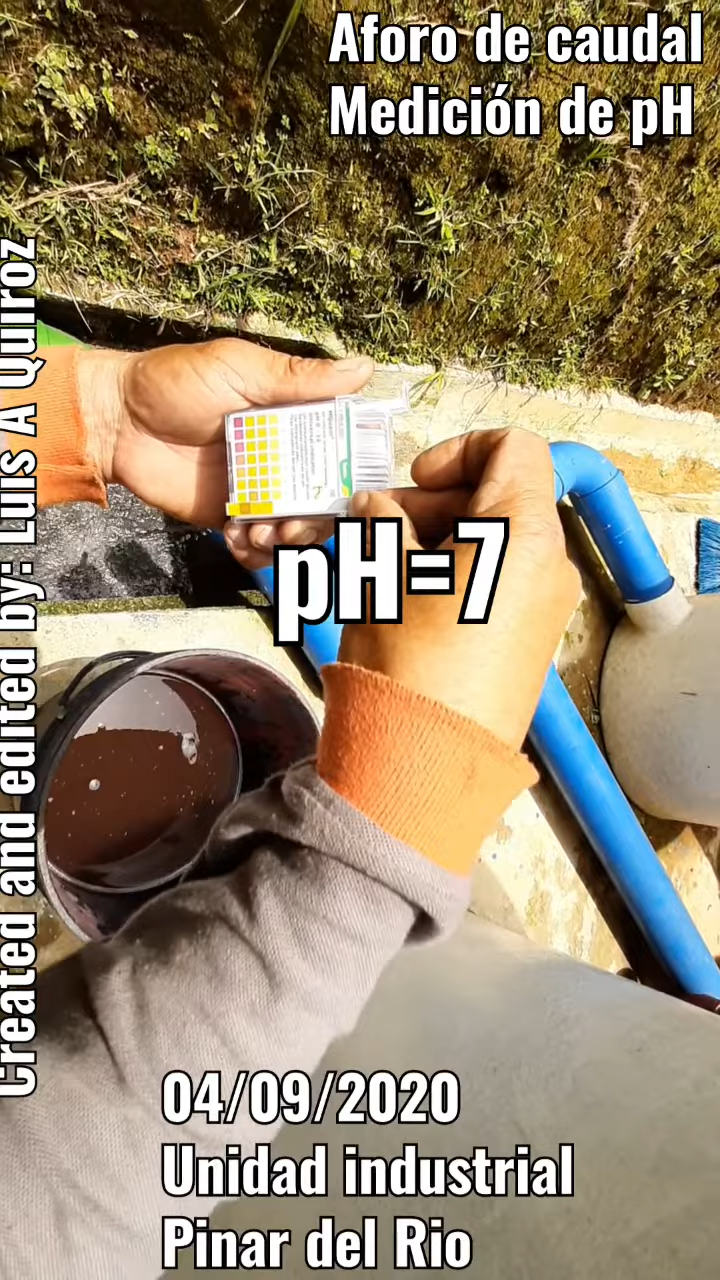 Aforo de caudal
Medición de pH
Created and edited by: Luis A Quiroz
pH=7
04/09/2020
Unidad industrial
Pinar del Rio